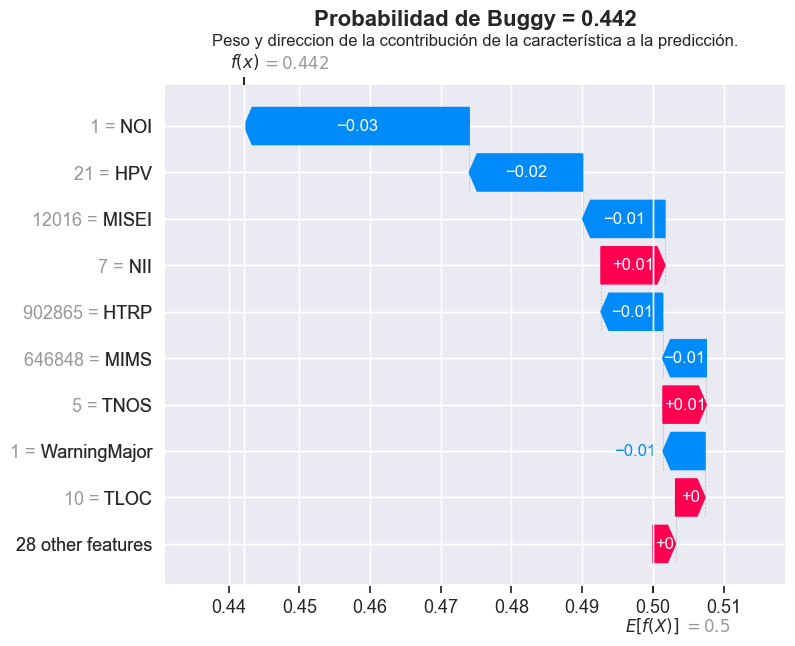 Probabilidad de Buggy = 0.442
Peso y direccion de la ccontribución de la característica a la predicción.
f(x) = 0.442
1 = NOI −0.03
21 = HPV −0.02
12016 = MISEI −0.01
7 = NII +0.01
902865 = HTRP −0.01
646848 = MIMS −0.01
5 = TNOS +0.01
1 = WarningMajor −0.01
10 = TLOC +0
28 other features +0
0.44 0.45 0.46 0.47 0.48 0.49 0.50 0.51
E[f(X)] = 0.5